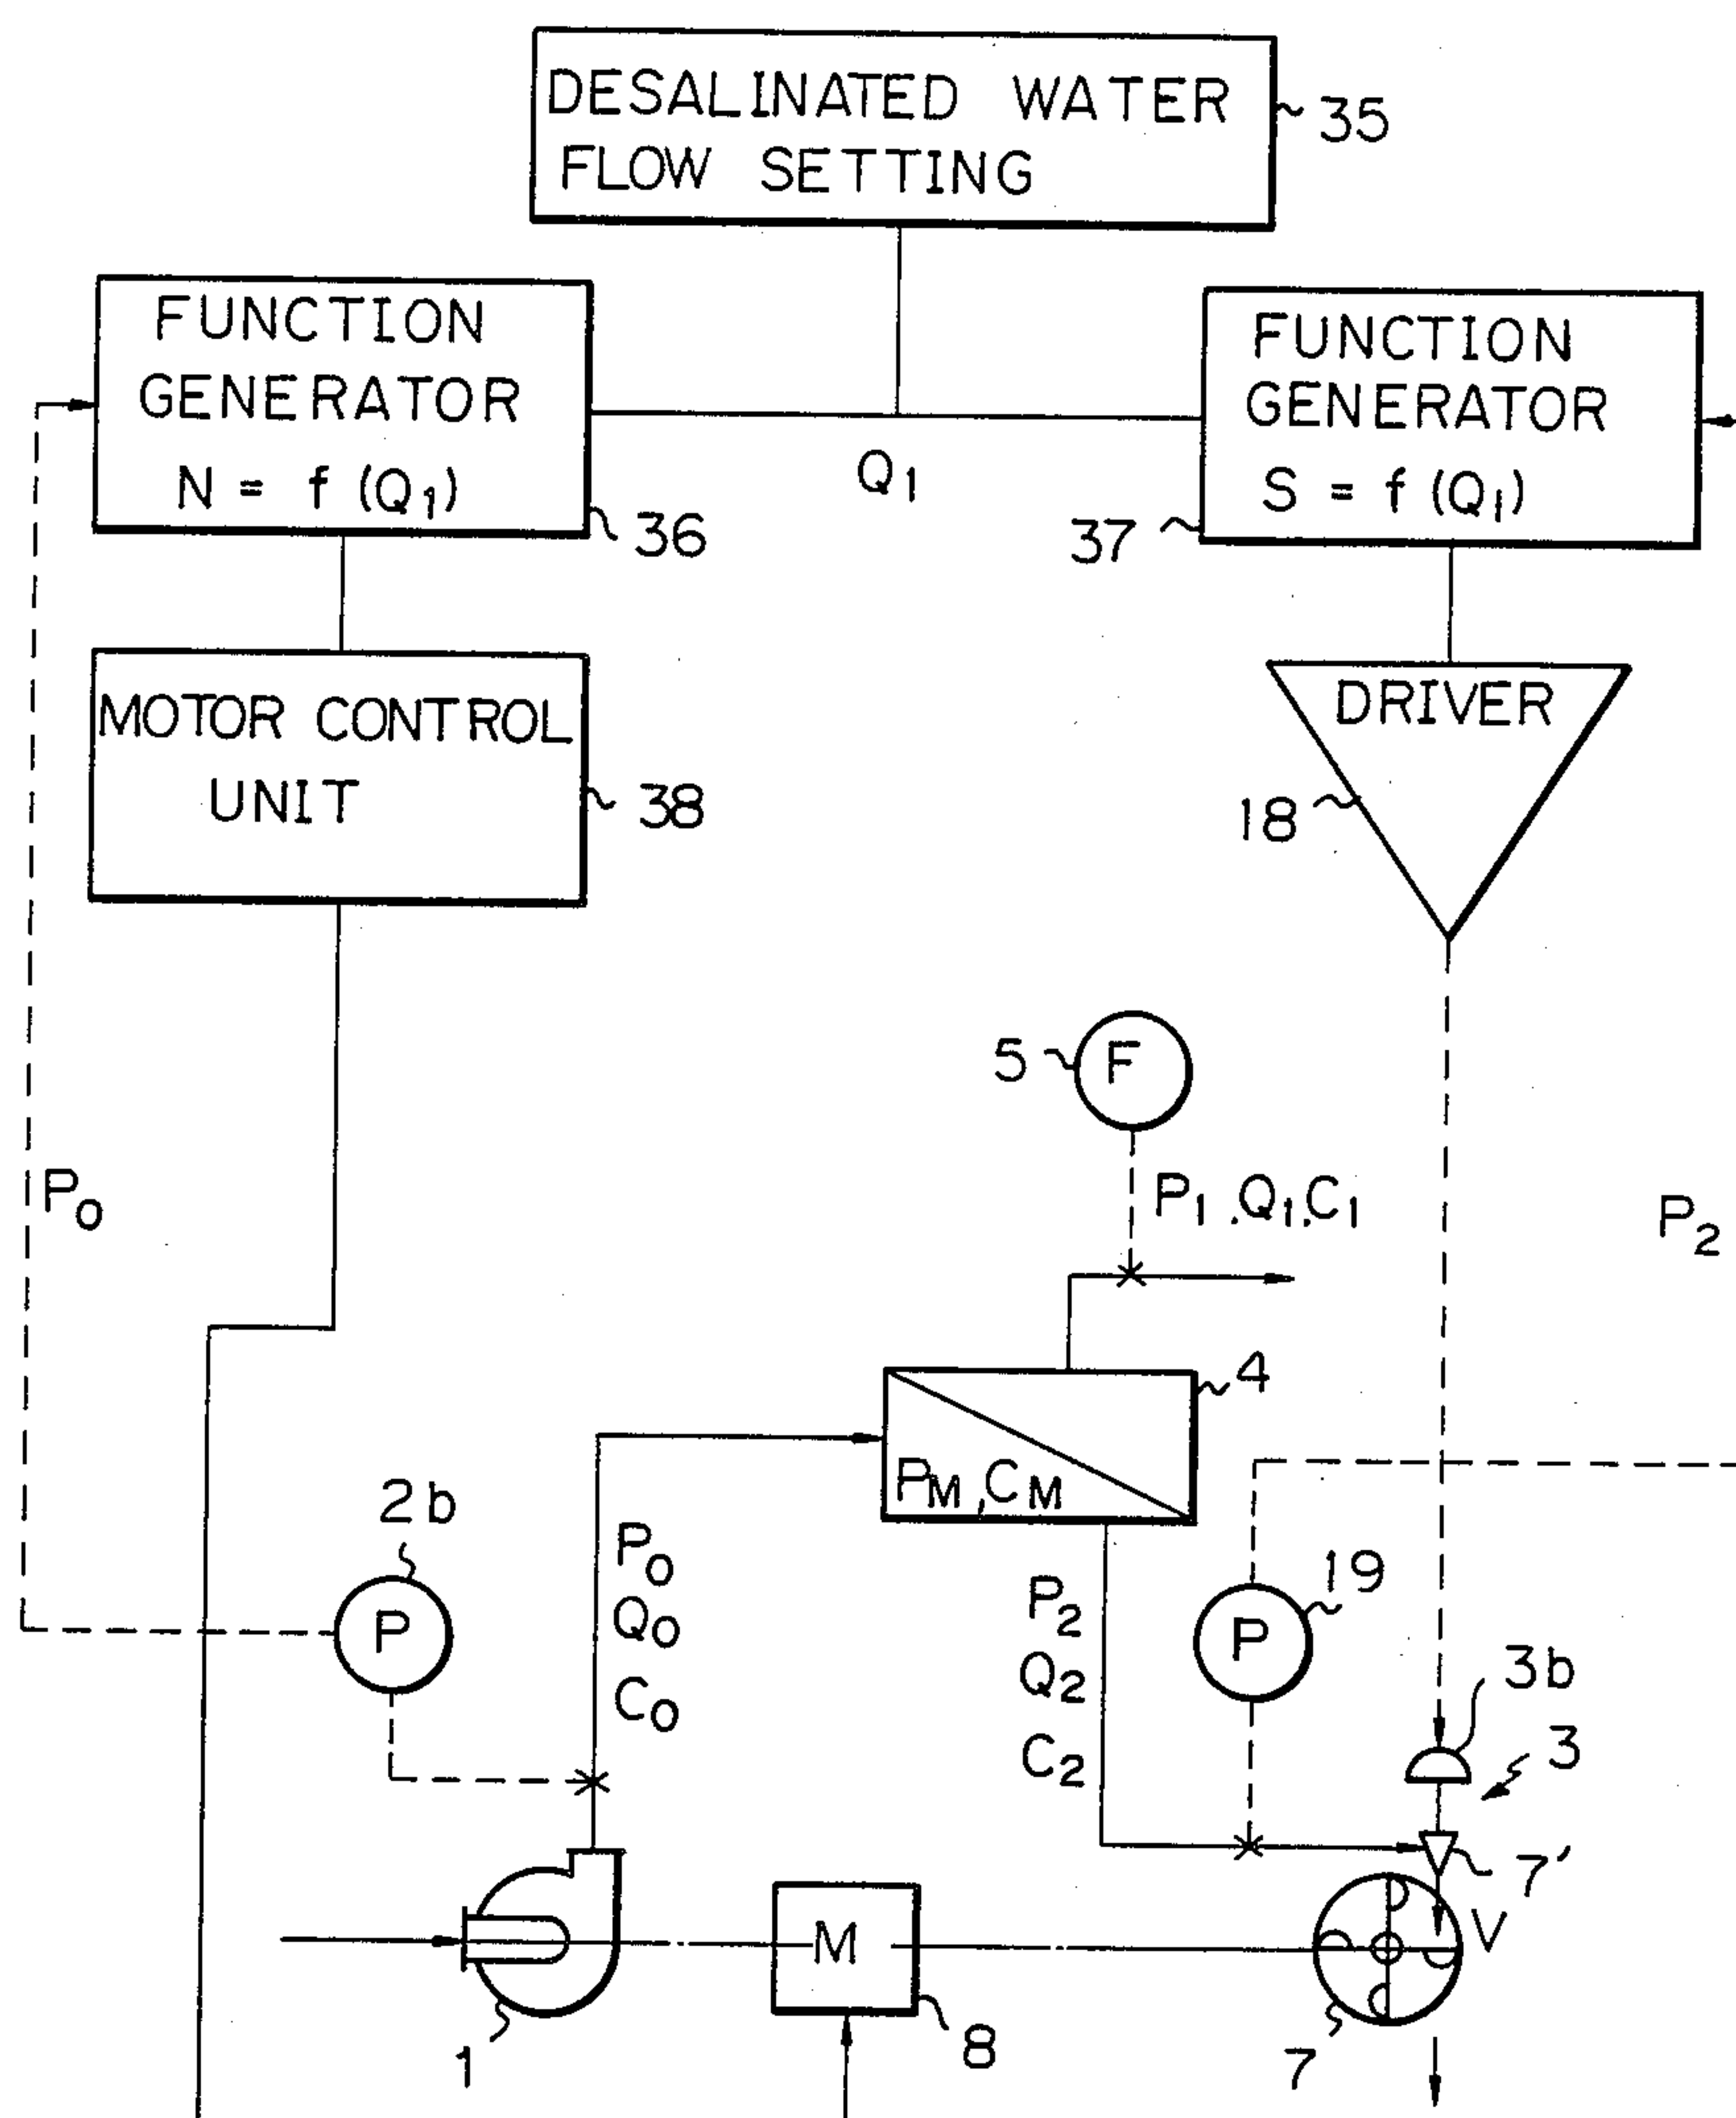 DESALINATED WATER
FLOW SETTING
35
FUNCTION
GENERATOR
N = f (Q1)
36
Q1
FUNCTION
GENERATOR
S = f (Q1)
37
MOTOR CONTROL
UNIT
38
DRIVER
18
5
F
P0
P1,Q1,C1
P2
4
PM,CM
2b
P
P0
Q0
C0
P2
Q2
C2
19
P
3b
3
7'
V
M
1
8
7